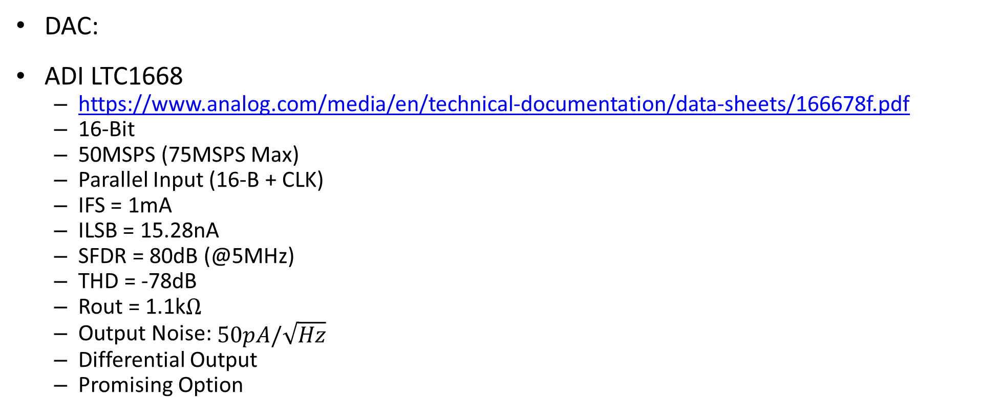 • DAC:
• ADI LTC1668
– https://www.analog.com/media/en/technical-documentation/data-sheets/166678f.pdf
– 16-Bit
– 50MSPS (75MSPS Max)
– Parallel Input (16-B + CLK)
– IFS = 1mA
– ILSB = 15.28nA
– SFDR = 80dB (@5MHz)
– THD = -78dB
– Rout = 1.1kΩ
– Output Noise: 50pA/√Hz
– Differential Output
– Promising Option